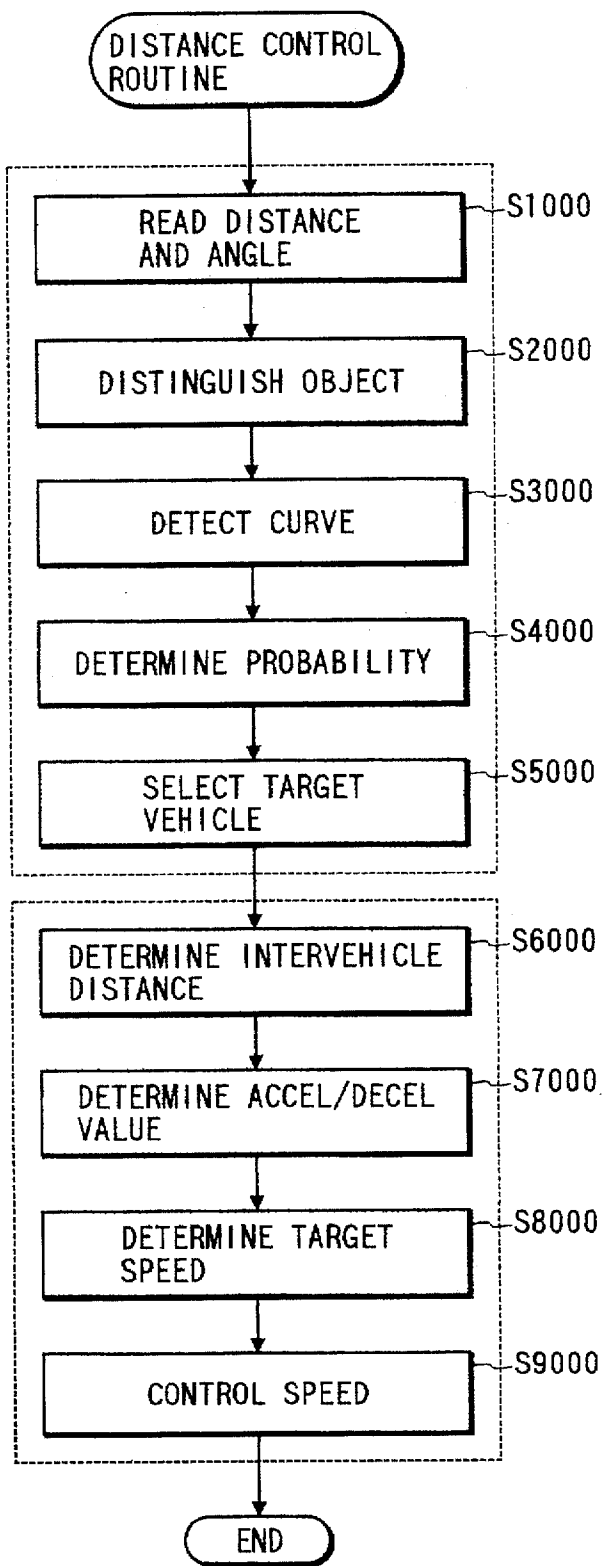 DISTANCE CONTROL
ROUTINE
READ DISTANCE
AND ANGLE
S1000
DISTINGUISH OBJECT
S2000
DETECT CURVE
S3000
DETERMINE PROBABILITY
S4000
SELECT TARGET
VEHICLE
S5000
DETERMINE INTERVEHICLE
DISTANCE
S6000
DETERMINE ACCEL/DECEL
VALUE
S7000
DETERMINE TARGET
SPEED
S8000
CONTROL SPEED
S9000
END